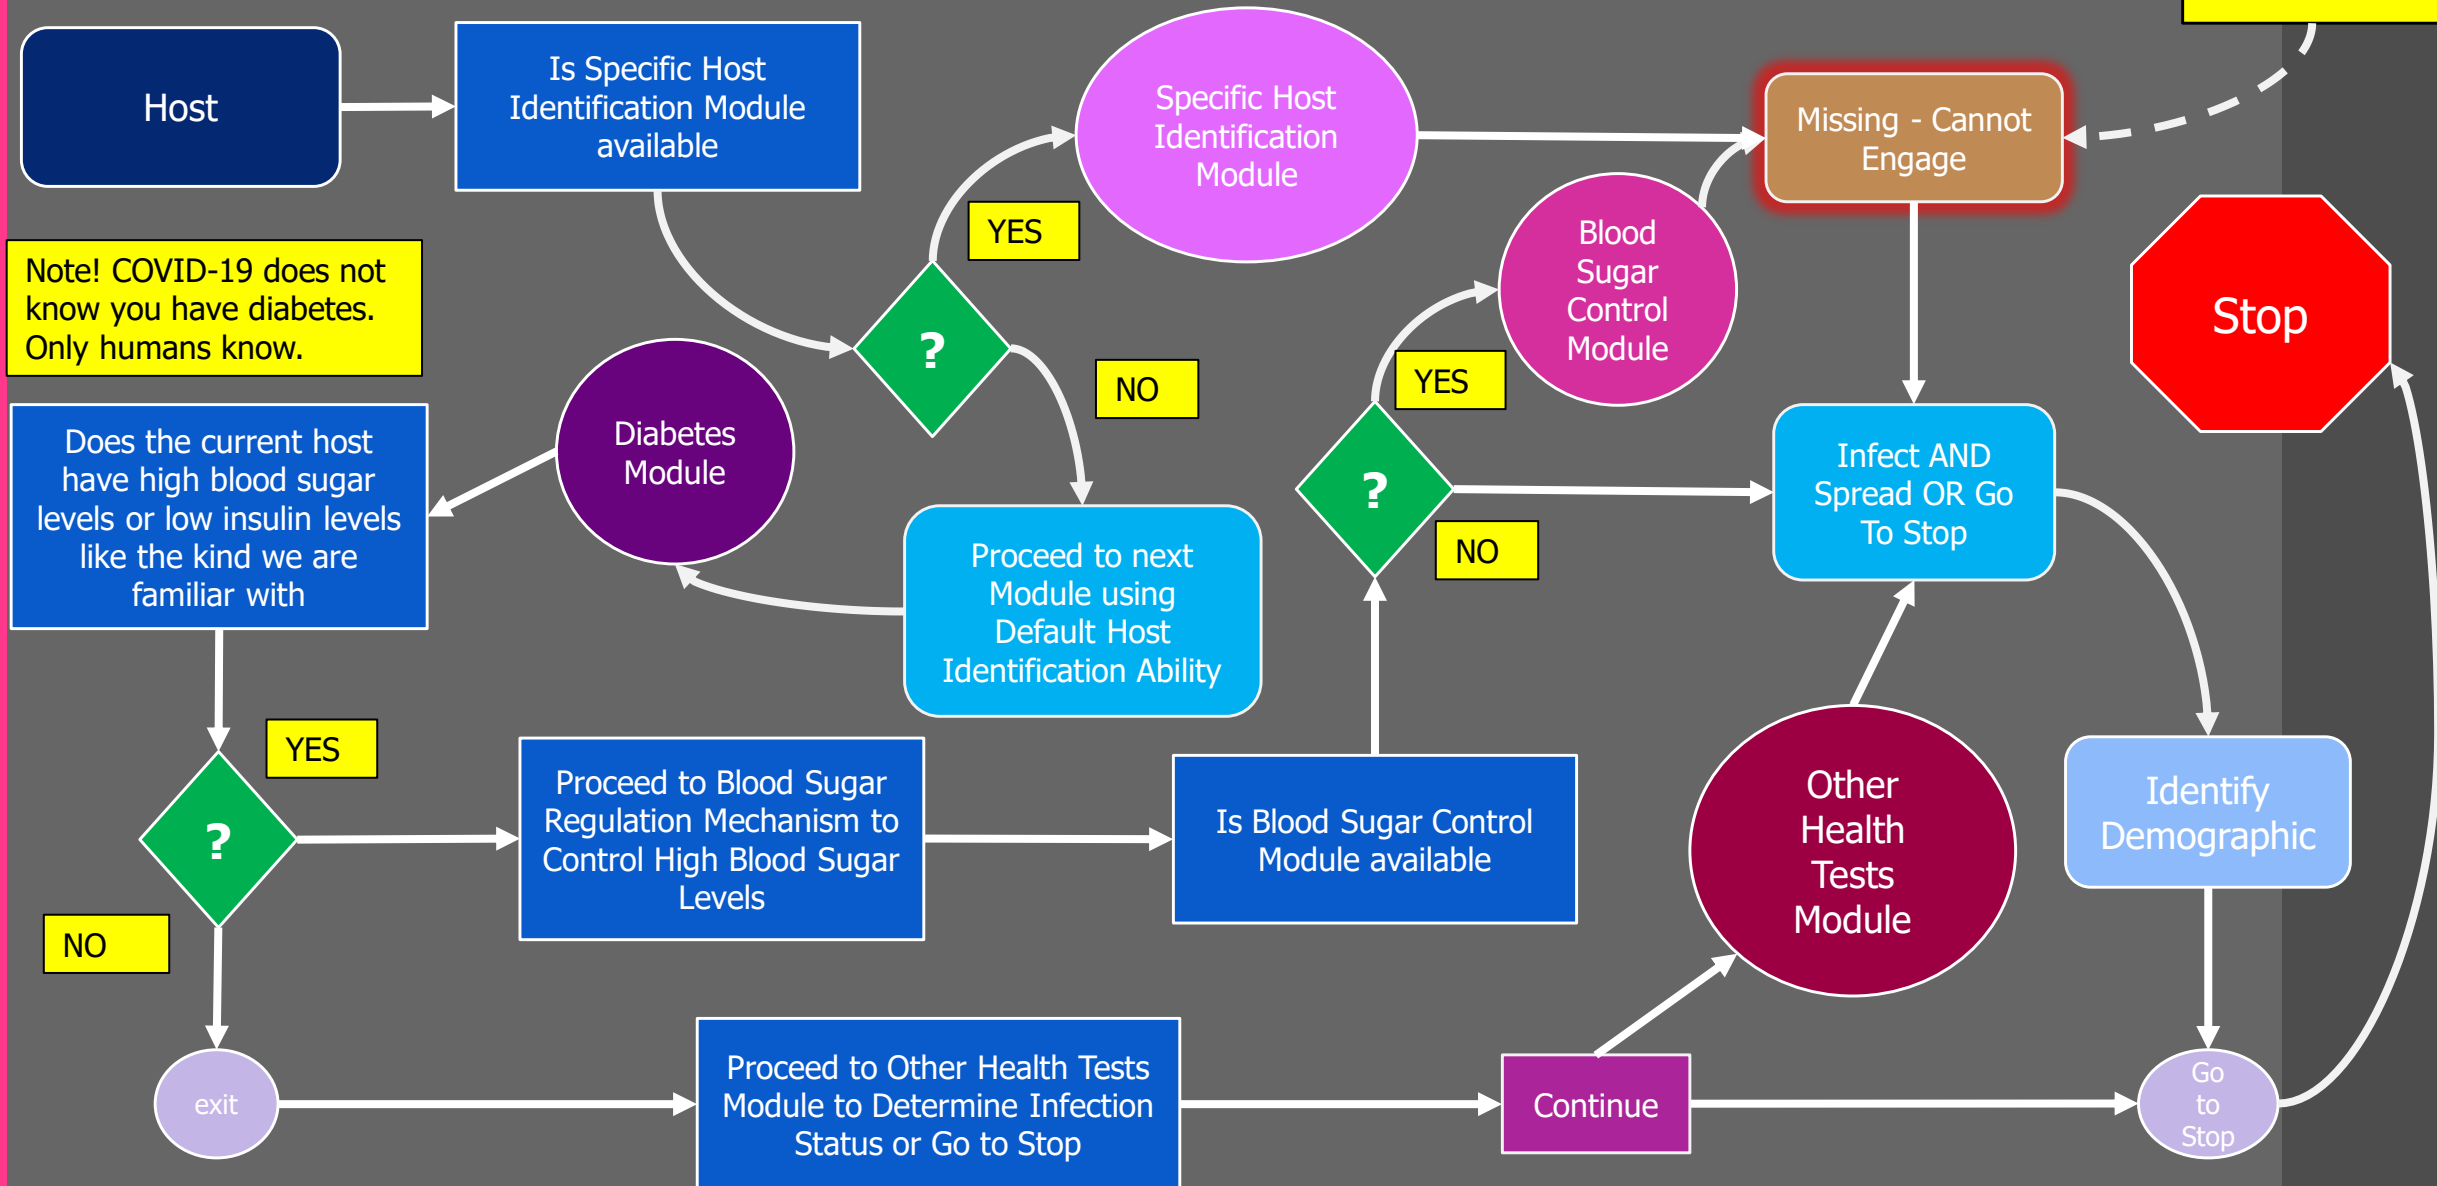 Host
Is Specific Host
Identification Module
available
Specific Host
Identification
Module
Missing - Cannot
Engage
YES
Note! COVID-19 does not
know you have diabetes.
Only humans know.
?
NO
Blood
Sugar
Control
Module
Stop
YES
Does the current host
have high blood sugar
levels or low insulin levels
like the kind we are
familiar with
Diabetes
Module
?
NO
Infect AND
Spread OR Go
To Stop
Proceed to next
Module using
Default Host
Identification Ability
YES
?
NO
Proceed to Blood Sugar
Regulation Mechanism to
Control High Blood Sugar
Levels
Is Blood Sugar Control
Module available
Other
Health
Tests
Module
Identify
Demographic
exit
Proceed to Other Health Tests
Module to Determine Infection
Status or Go to Stop
Continue
Go
to
Stop